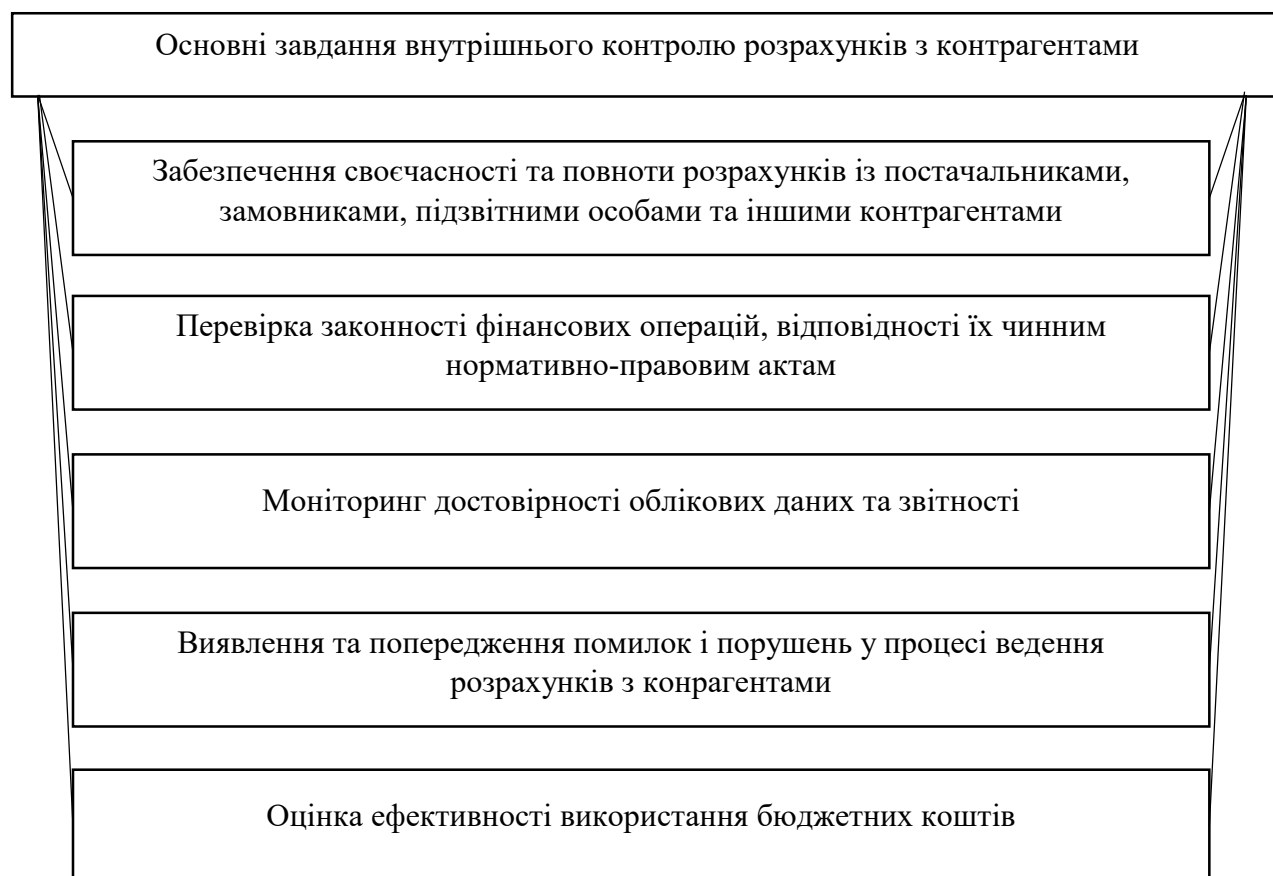 Основні завдання внутрішнього контролю розрахунків з контрагентами
Забезпечення своєчасності та повноти розрахунків із постачальниками,
замовниками, підзвітними особами та іншими контрагентами
Перевірка законності фінансових операцій, відповідності їх чинним
нормативно-правовим актам
Моніторинг достовірності облікових даних та звітності
Виявлення та попередження помилок і порушень у процесі ведення
розрахунків з конрагентами
Оцінка ефективності використання бюджетних коштів